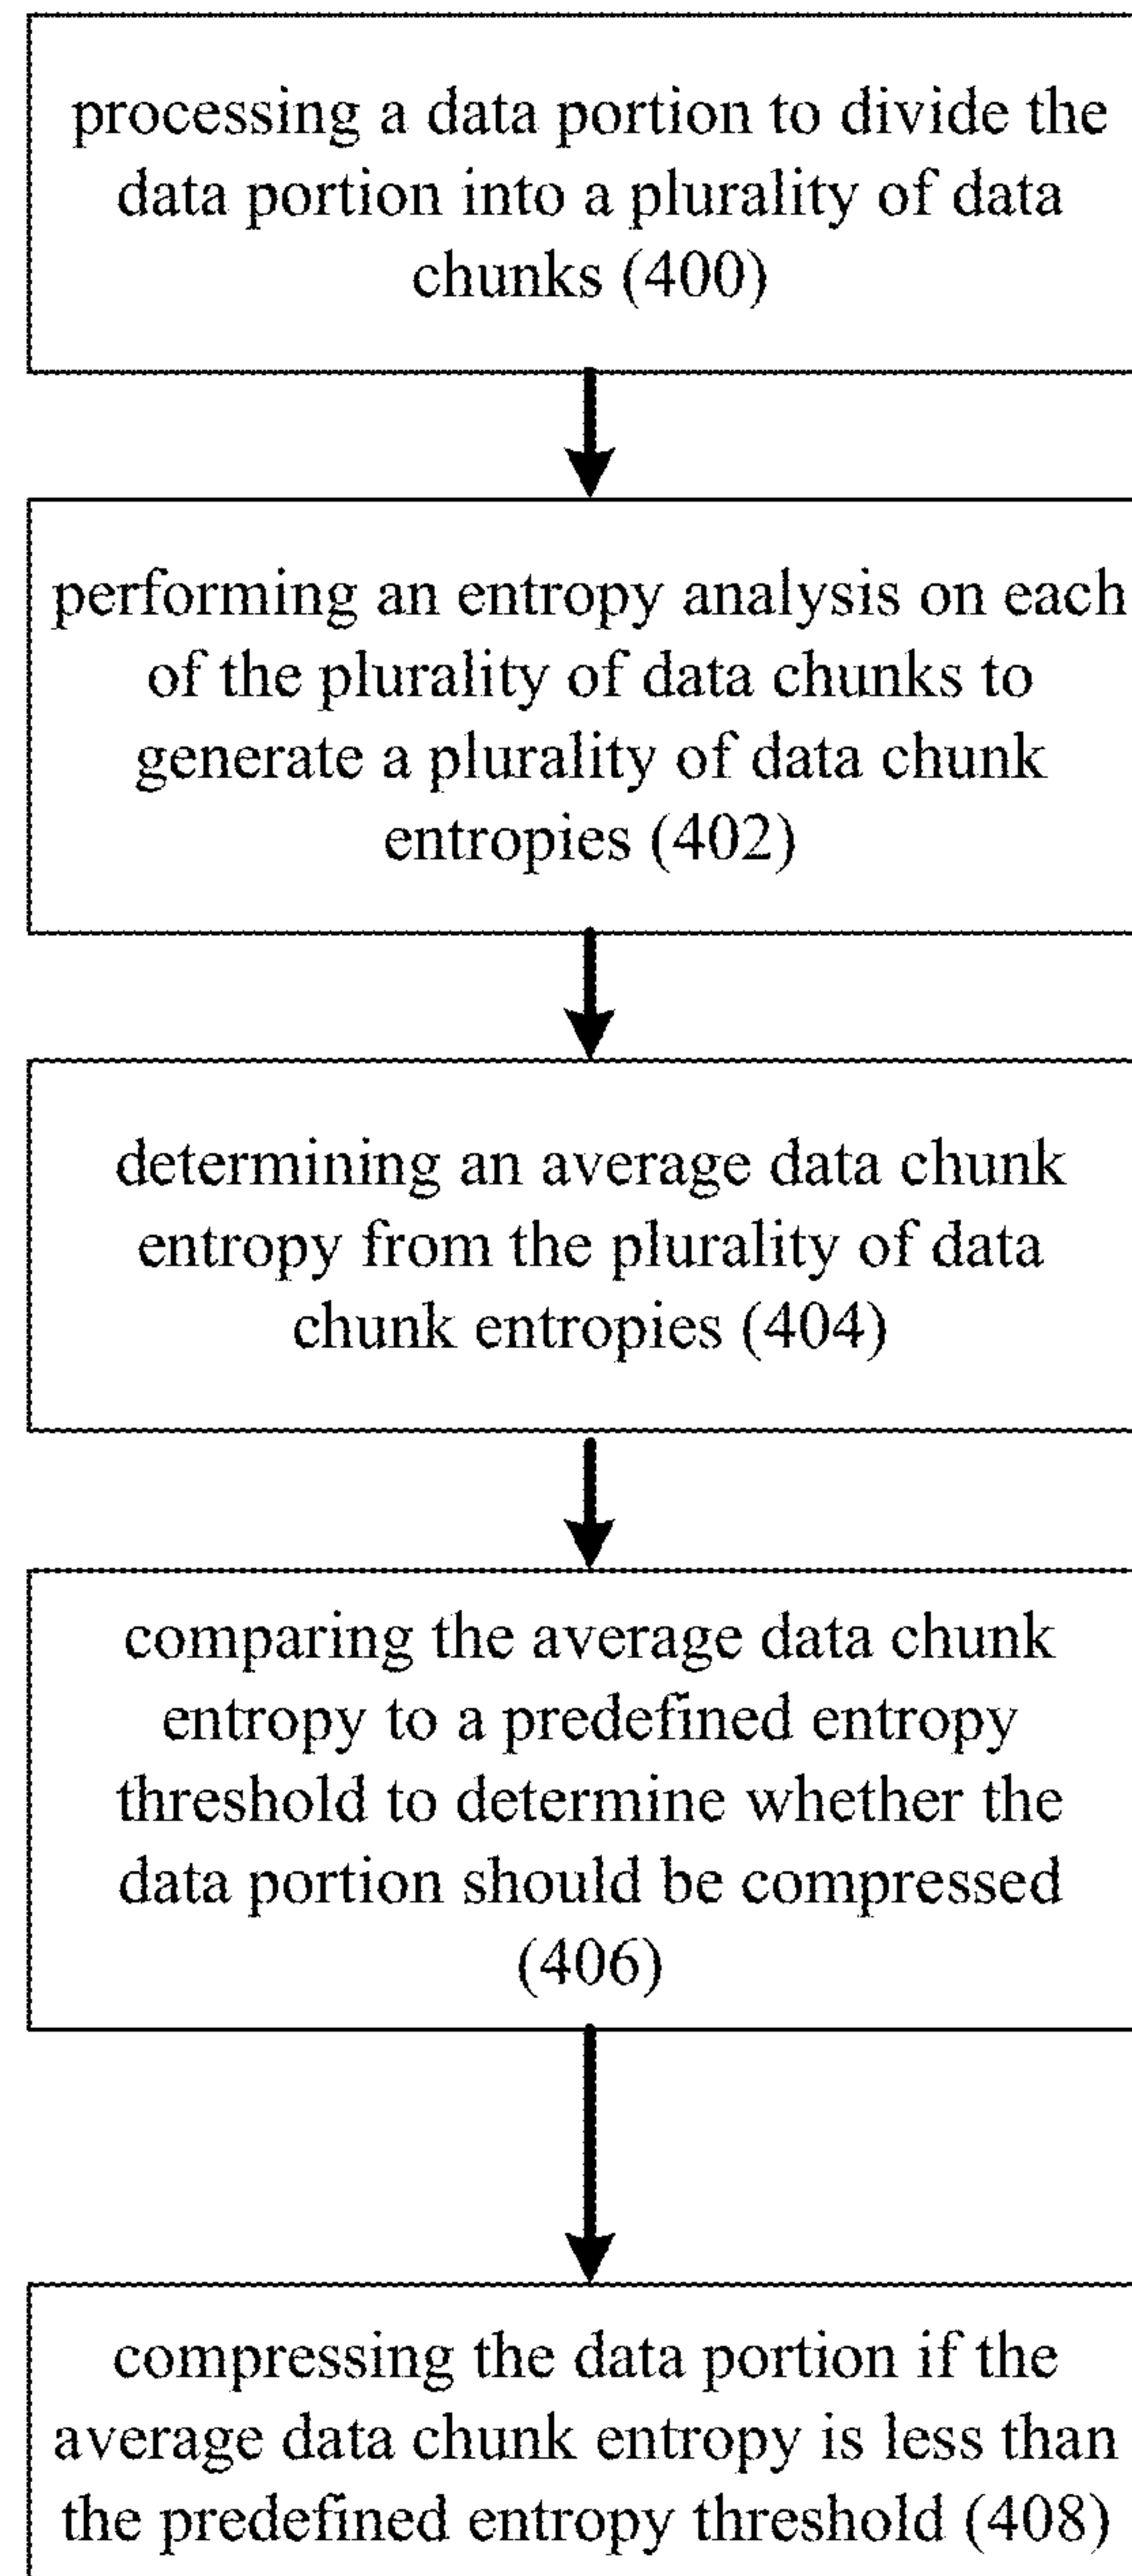 processing a data portion to divide the
data portion into a plurality of data
chunks (400)
performing an entropy analysis on each
of the plurality of data chunks to
generate a plurality of data chunk
entropies (402)
determining an average data chunk
entropy from the plurality of data
chunk entropies (404)
comparing the average data chunk
entropy to a predefined entropy
threshold to determine whether the
data portion should be compressed
(406)
compressing the data portion if the
average data chunk entropy is less than
the predefined entropy threshold (408)